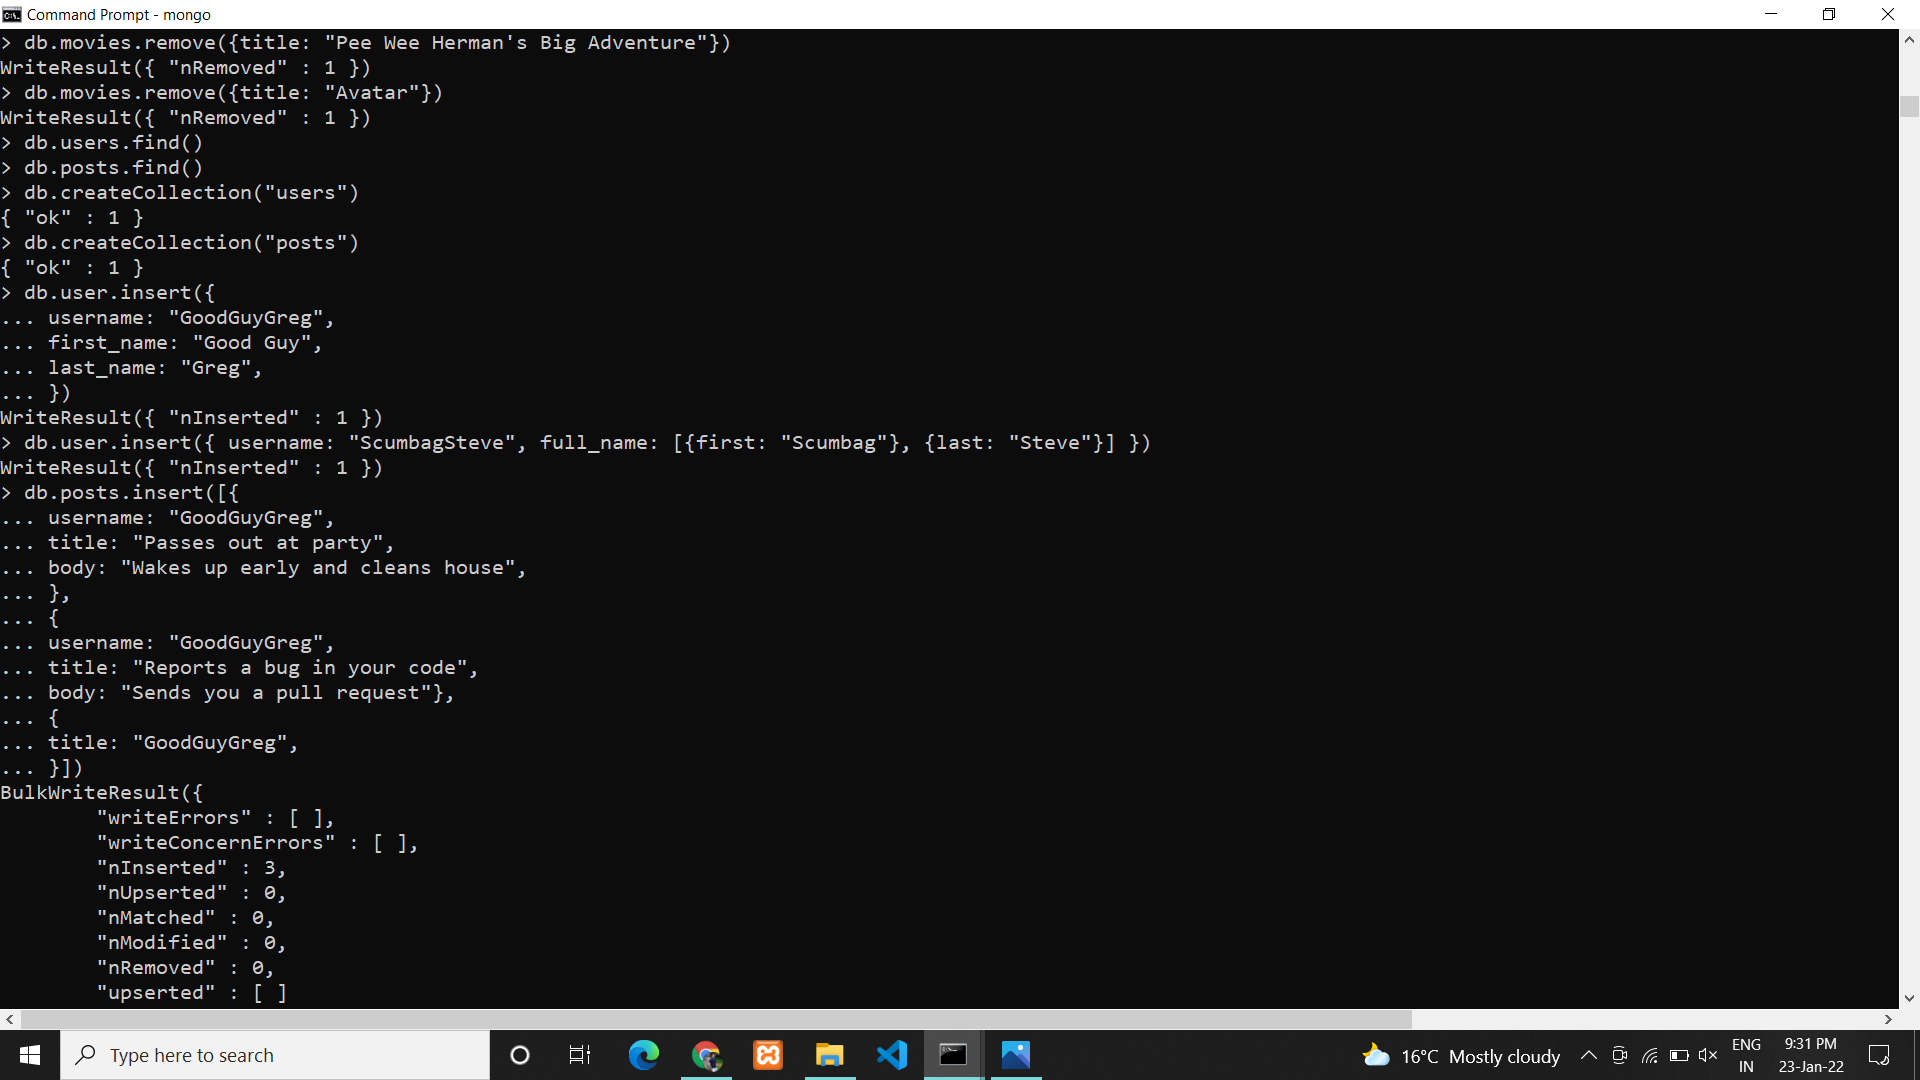 Command Prompt - mongo
> db.movies.remove({title: "Pee Wee Herman's Big Adventure"})
WriteResult({ "nRemoved" : 1 })
> db.movies.remove({title: "Avatar"})
WriteResult({ "nRemoved" : 1 })
> db.users.find()
> db.posts.find()
> db.createCollection("users")
{ "ok" : 1 }
> db.createCollection("posts")
{ "ok" : 1 }
> db.user.insert({
... username: "GoodGuyGreg",
... first_name: "Good Guy",
... last_name: "Greg",
... })
WriteResult({ "nInserted" : 1 })
> db.user.insert({ username: "ScumbagSteve", full_name: [{first: "Scumbag"}, {last: "Steve"}] })
WriteResult({ "nInserted" : 1 })
> db.posts.insert([{
... username: "GoodGuyGreg",
... title: "Passes out at party",
... body: "Wakes up early and cleans house",
... },
... {
... username: "GoodGuyGreg",
... title: "Reports a bug in your code",
... body: "Sends you a pull request"},
... {
... title: "GoodGuyGreg",
... }])
BulkWriteResult({
        "writeErrors" : [ ],
        "writeConcernErrors" : [ ],
        "nInserted" : 3,
        "nUpserted" : 0,
        "nMatched" : 0,
        "nModified" : 0,
        "nRemoved" : 0,
        "upserted" : [ ]
Type here to search
16°C Mostly cloudy
ENG
IN
9:31 PM
23-Jan-22